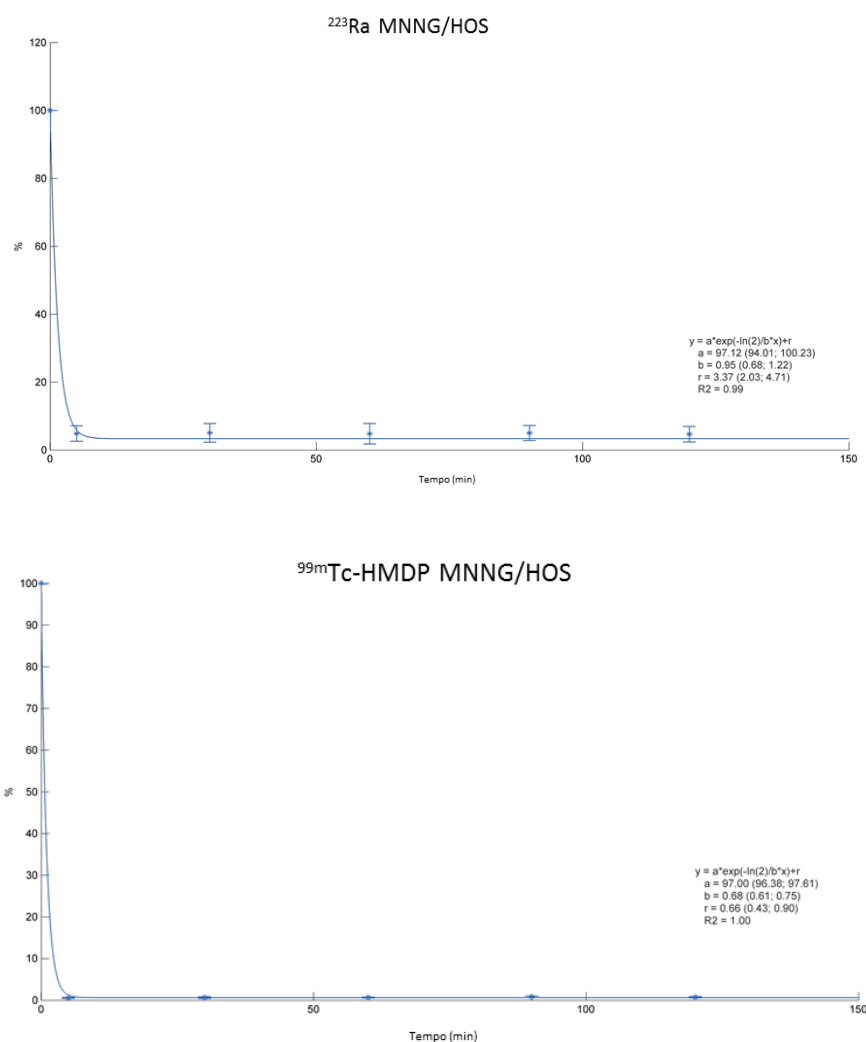 ²²³Ra MNNG/HOS
120
100
80
%
60
40
20
0
0
50
100
150
Tempo (min)
y = a*exp(-ln(2)/b*x)+r
a = 97.12 (94.01; 100.23)
b = 0.95 (0.68; 1.22)
r = 3.37 (2.03; 4.71)
R2 = 0.99
⁹⁹ᵐTc-HMDP MNNG/HOS
100
90
80
70
60
%
50
40
30
20
10
0
0
50
100
150
Tempo (min)
y = a*exp(-ln(2)/b*x)+r
a = 97.00 (96.38; 97.61)
b = 0.68 (0.61; 0.75)
r = 0.66 (0.43; 0.90)
R2 = 1.00